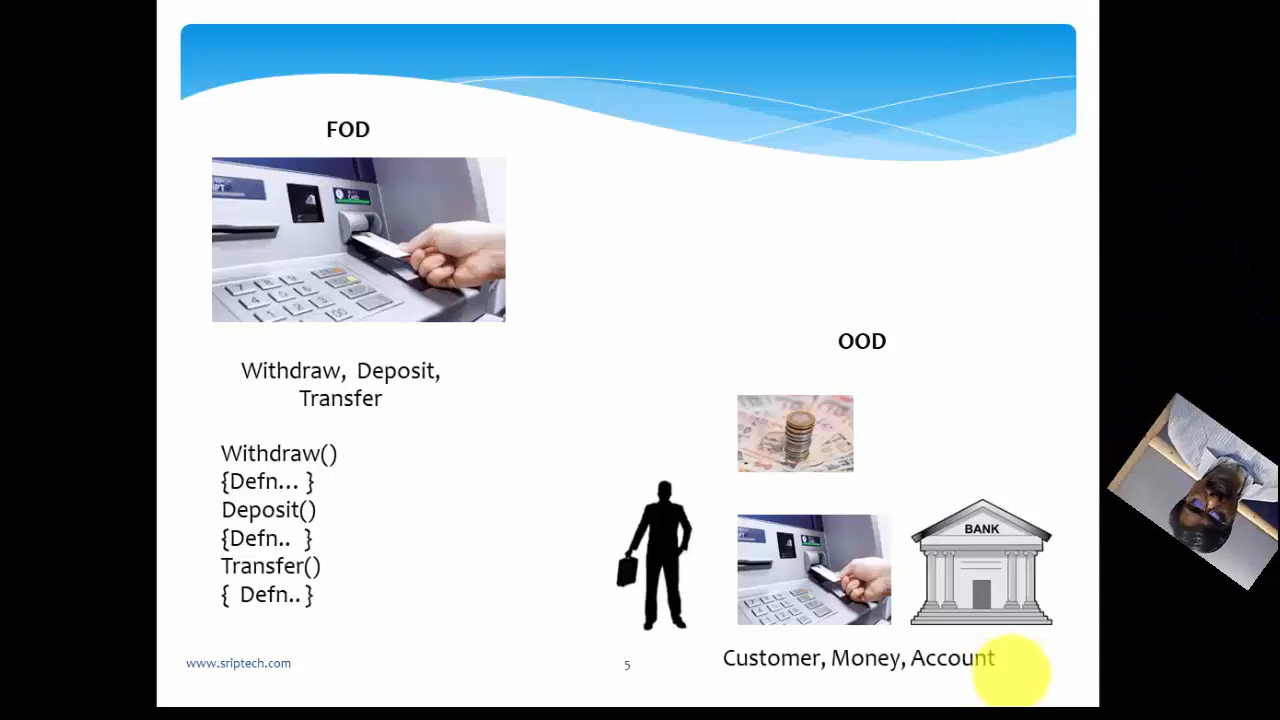 FOD
Withdraw, Deposit,
Transfer
Withdraw()
{Defn... }
Deposit()
{Defn..  }
Transfer()
{ Defn.. }
OOD
BANK
Customer, Money, Account
www.sriptech.com
5